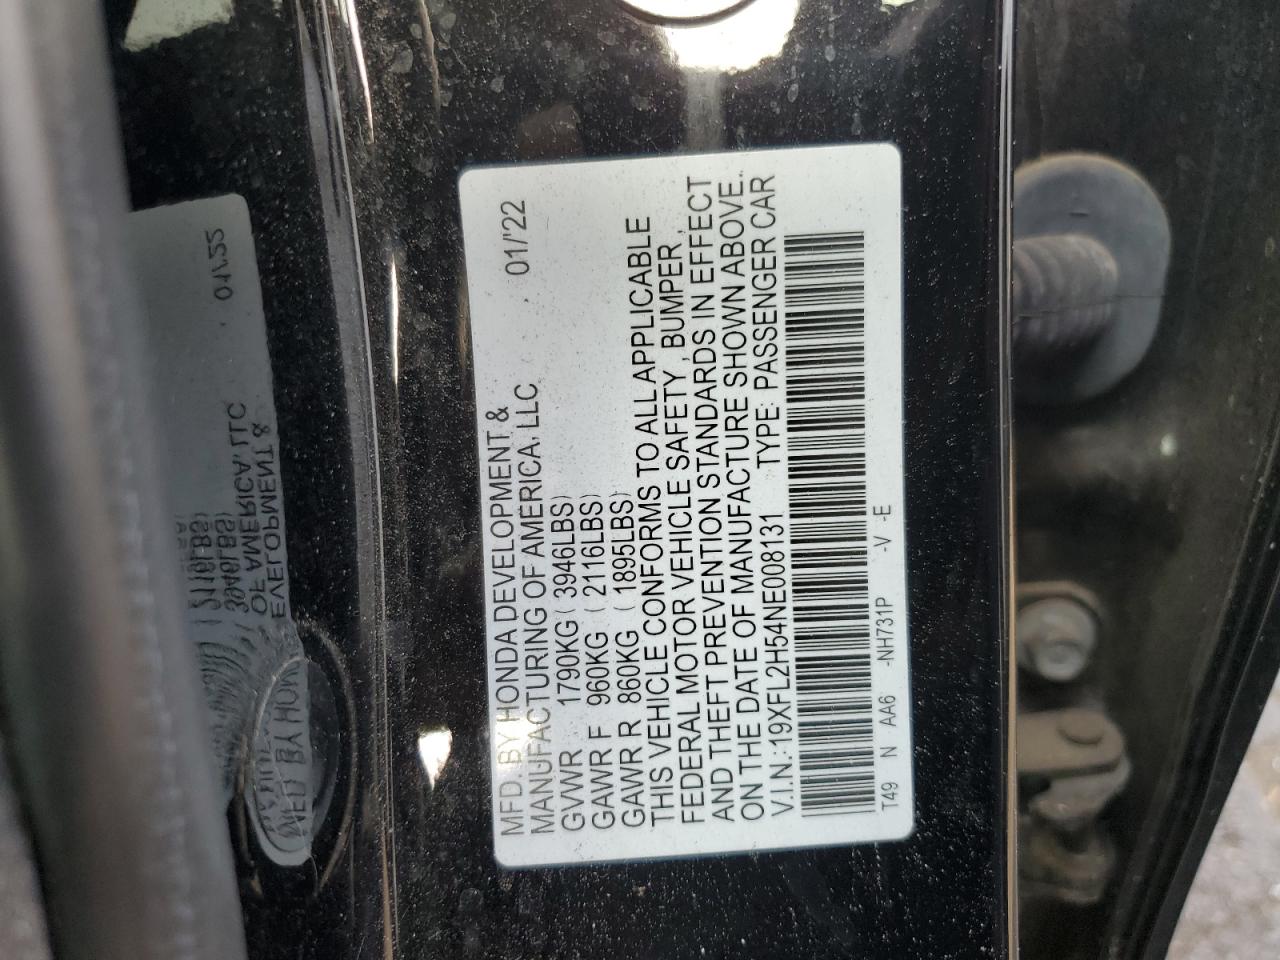 MFD. BY HONDA DEVELOPMENT &
MANUFACTURING OF AMERICA, LLC 01/'22
GVWR 1790KG ( 3946LBS)
GAWR F 960KG ( 2116LBS)
GAWR R 860KG ( 1895LBS)
THIS VEHICLE CONFORMS TO ALL APPLICABLE
FEDERAL MOTOR VEHICLE SAFETY, BUMPER,
AND THEFT PREVENTION STANDARDS IN EFFECT
ON THE DATE OF MANUFACTURE SHOWN ABOVE..
V.I.N.:19XFL2H54NE008131 TYPE: PASSENGER CAR
T49 N AA6 -NH731P -V -E